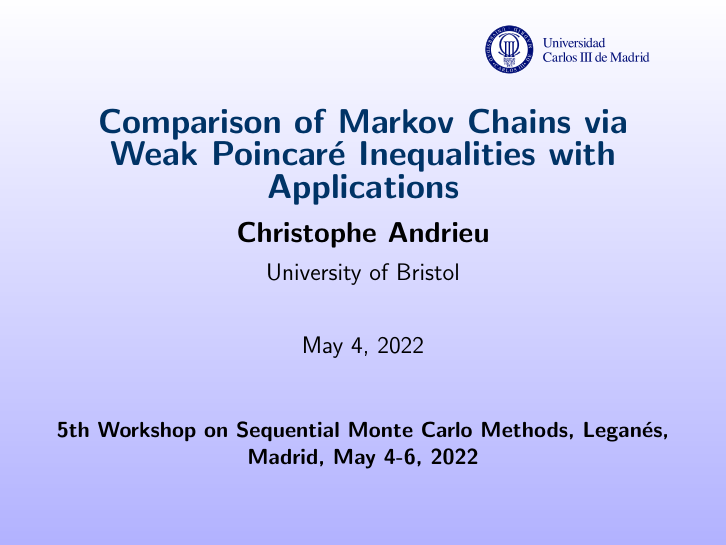 Universidad
Carlos III de Madrid
Comparison of Markov Chains via
Weak Poincaré Inequalities with
Applications
Christophe Andrieu
University of Bristol
May 4, 2022
5th Workshop on Sequential Monte Carlo Methods, Leganés,
Madrid, May 4-6, 2022